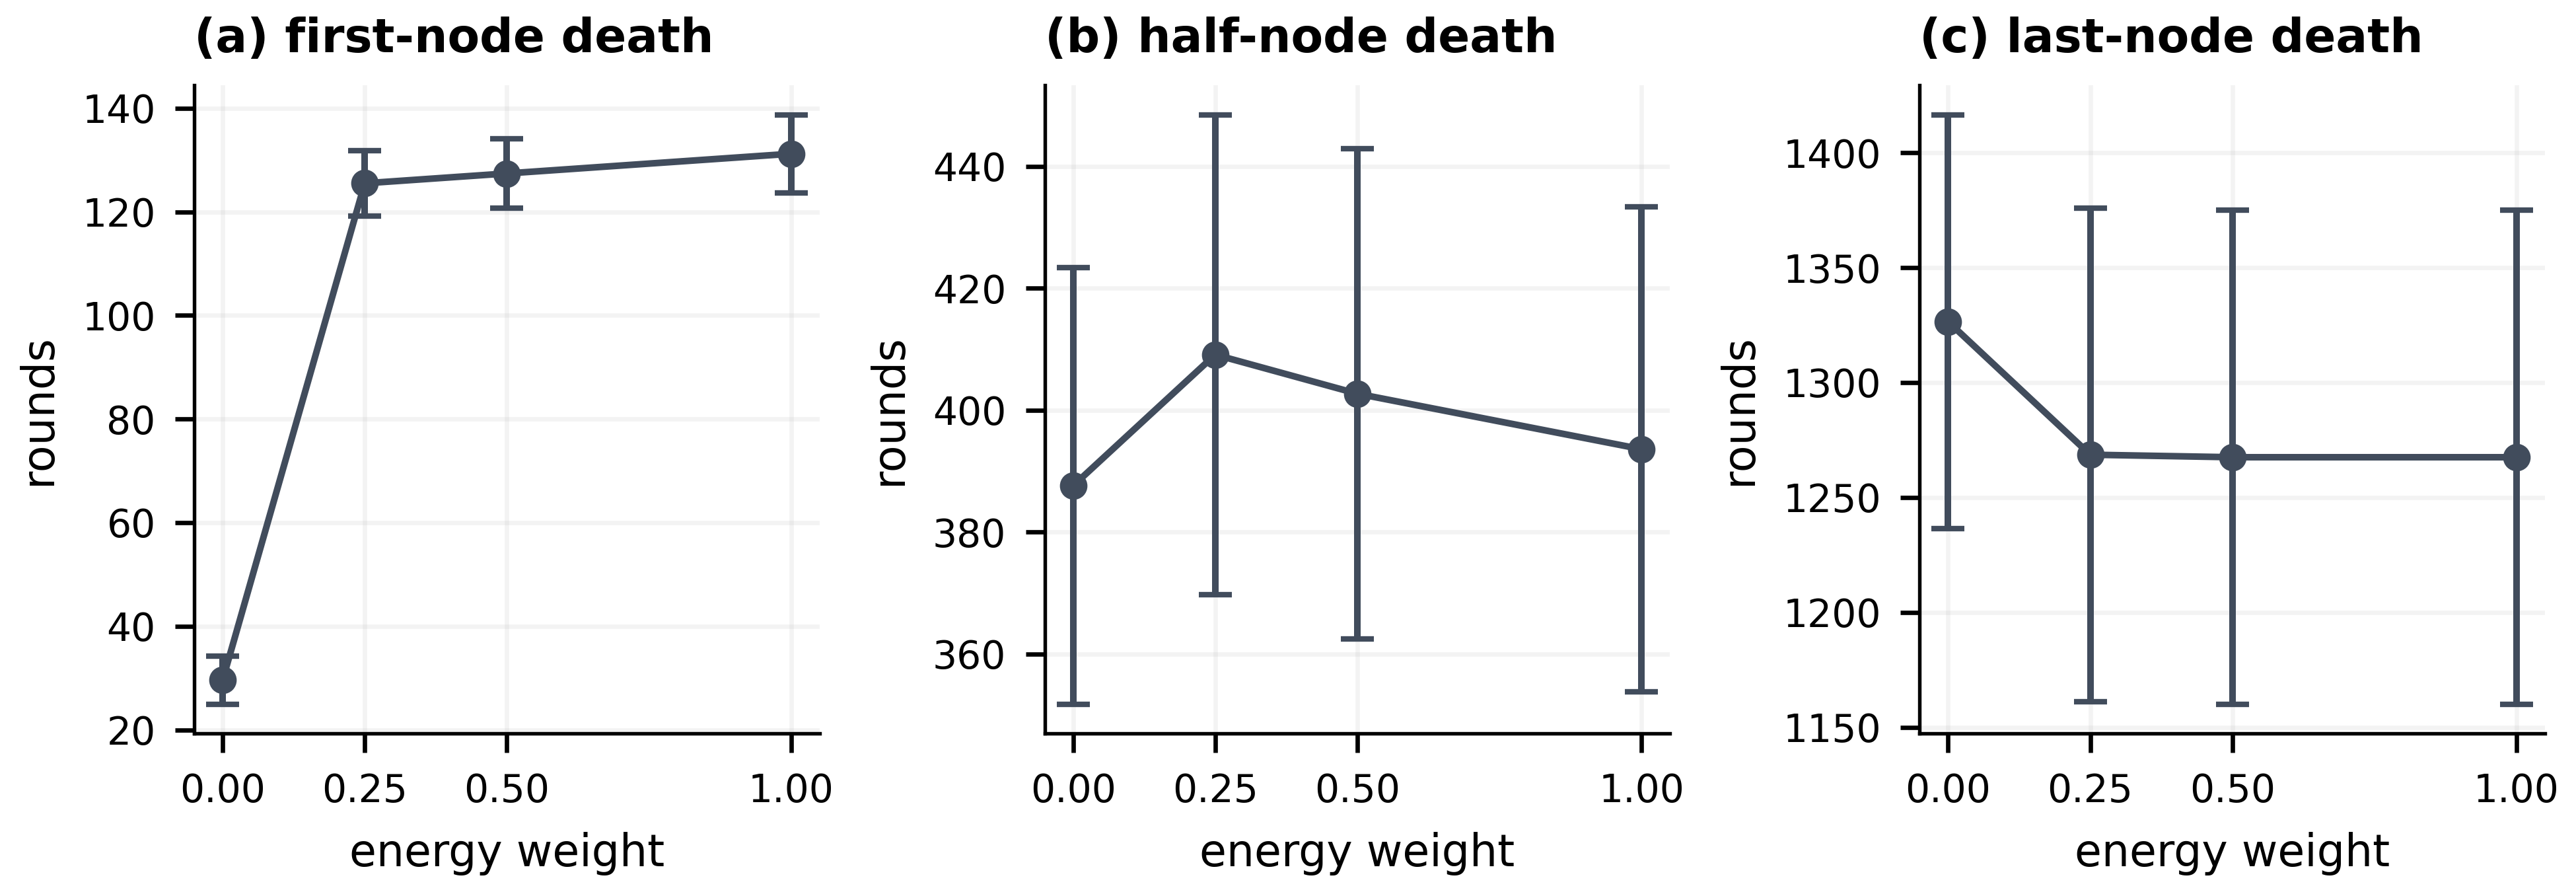 (a) first-node death
140
120
100
80
60
40
20
rounds
0.00 0.25 0.50 1.00
energy weight
(b) half-node death
440
420
400
380
360
rounds
0.00 0.25 0.50 1.00
energy weight
(c) last-node death
1400
1350
1300
1250
1200
1150
rounds
0.00 0.25 0.50 1.00
energy weight